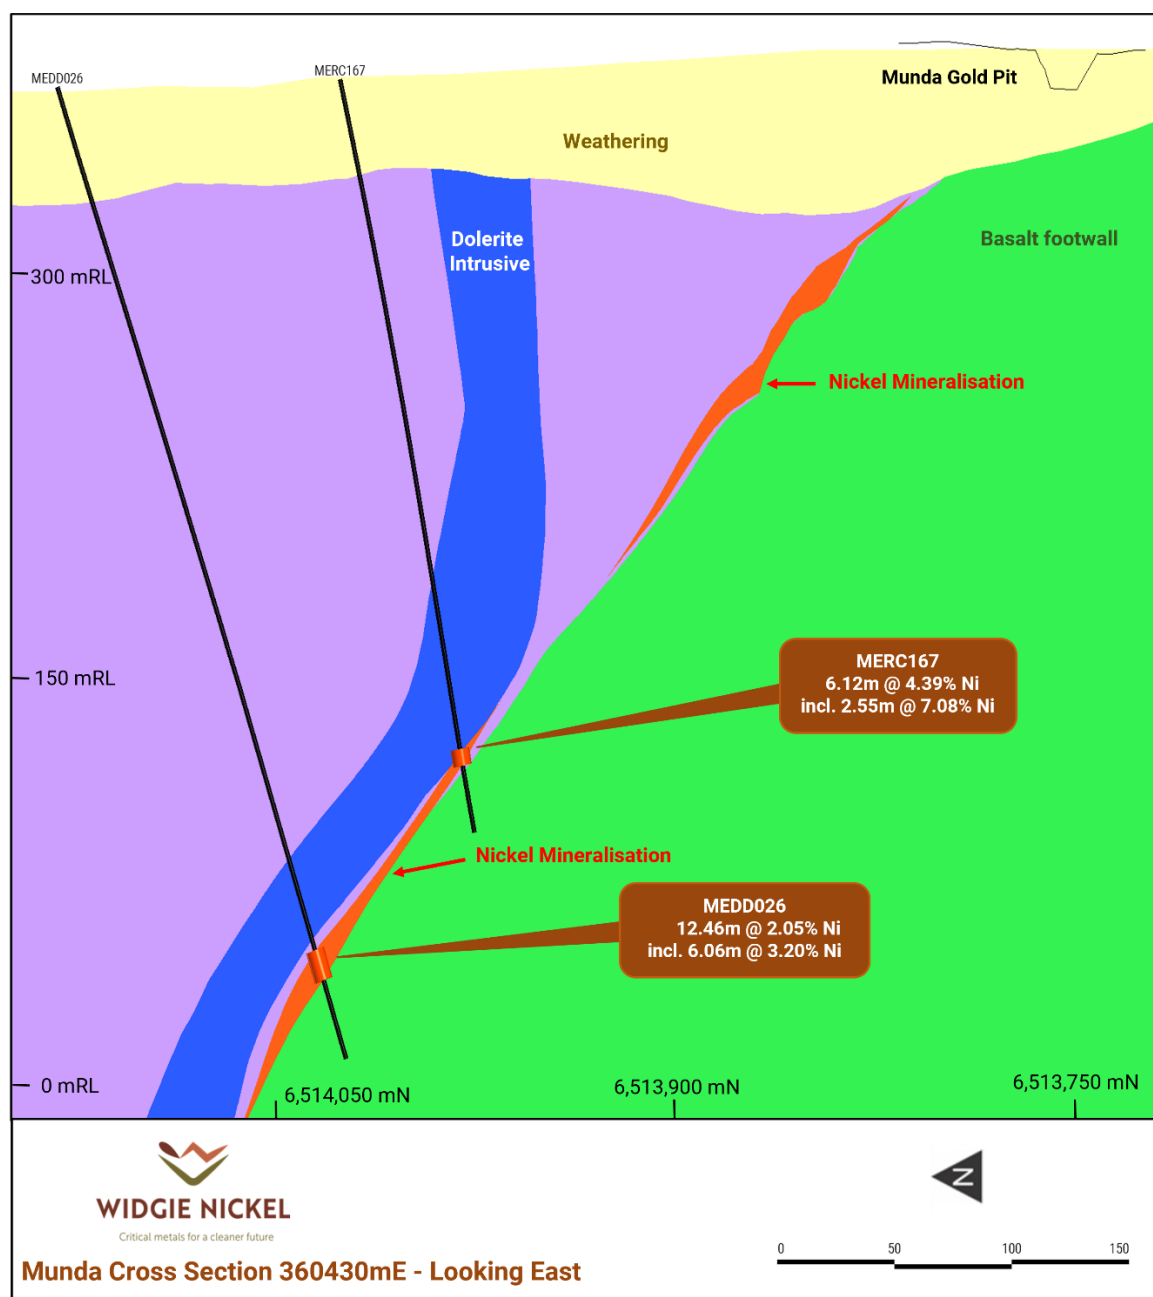 MEDD026
MERC167
Munda Gold Pit
Weathering
Dolerite
Intrusive
Basalt footwall
300 mRL
Nickel Mineralisation
150 mRL
MERC167
6.12m @ 4.39% Ni
incl. 2.55m @ 7.08% Ni
Nickel Mineralisation
MEDD026
12.46m @ 2.05% Ni
incl. 6.06m @ 3.20% Ni
0 mRL
6,514,050 mN
6,513,900 mN
6,513,750 mN
WIDGIE NICKEL
Critical metals for a cleaner future
N
0 50 100 150
Munda Cross Section 360430mE - Looking East